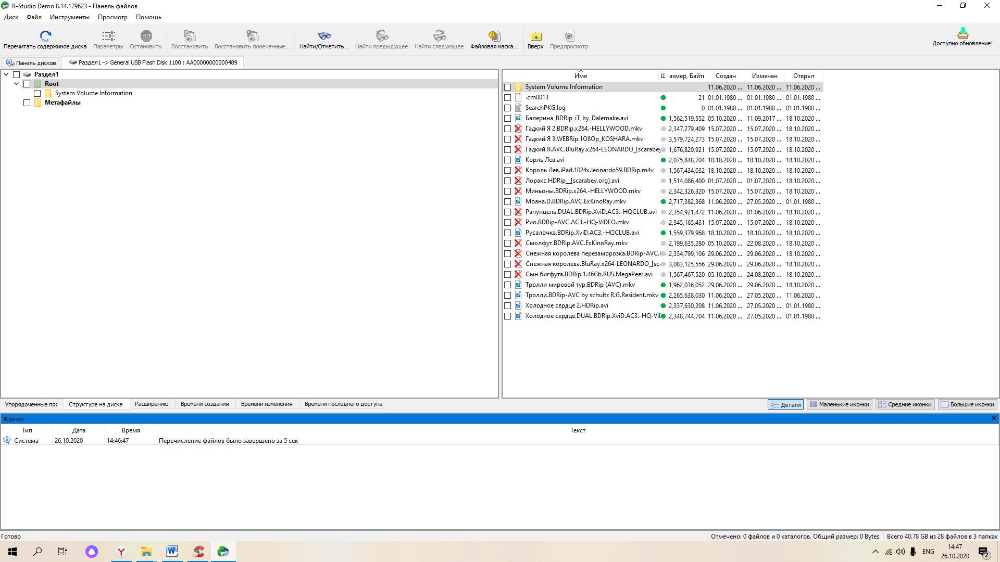 R-Studio Demo 8.14.179623 - Панель файлов
Диск Файл Инструменты Просмотр Помощь
Перечитать содержимое диска Параметры Остановить Восстановить Восстановить помеченные... Найти/Отметить... Найти предыдущее Найти следующее Файловая маска... Вверх Предпросмотр Доступно обновление!
Панель дисков Раздел1 -> General USB Flash Disk 1100 : AA00000000000489
Раздел1
Root
System Volume Information
Метафайлы
Имя Ц азмер, Байть Создан Изменен Открыт
System Volume Information 11.06.2020 ... 11.06.2020 ... 11.06.2020 ...
.cm0013 21 01.01.1980 ... 01.01.1980 ... 01.01.1980 ...
SearchPKG.log 0 01.01.1980 ... 01.01.1980 ... 01.01.1980 ...
Балерина_BDRip_iT_by_Dalemake.avi 1,562,519,552 05.10.2020 ... 11.09.2017 ... 18.10.2020 ...
Гадкий Я 2.BDRip.x264.-HELLYWOOD.mkv 2,347,279,409 15.07.2020 ... 15.07.2020 ... 18.10.2020 ...
Гадкий Я 3.WEBRip.1O8Op_KOSHARA.mkv 3,579,724,273 15.07.2020 ... 15.07.2020 ... 18.10.2020 ...
Гадкий Я.AVC.BluRay.x264-LEONARDO_[scarabey 1,676,820,921 15.07.2020 ... 15.07.2020 ... 18.10.2020 ...
Корль Лев.avi 2,075,848,704 18.10.2020 ... 18.10.2020 ... 18.10.2020 ...
Король Лев.iPad.1024x.leonardo59.BDRip.m4v 1,567,434,032 18.10.2020 ... 18.10.2020 ... 18.10.2020 ...
Лоракс.HDRip__[scarabey.org].avi 1,514,086,400 01.07.2020 ... 01.07.2020 ... 18.10.2020 ...
Миньоны.BDRip.x264.-HELLYWOOD.mkv 2,342,326,320 15.07.2020 ... 15.07.2020 ... 18.10.2020 ...
Моана.D.BDRip.AVC.ExKinoRay.mkv 2,717,382,368 11.06.2020 ... 27.05.2020 ... 01.01.1980 ...
Рапунцель.DUAL.BDRip.XviD.AC3.-HQCLUB.avi 2,354,921,472 11.06.2020 ... 01.06.2020 ... 18.10.2020 ...
Рио.BDRip-AVC.AC3.-HQ-ViDEO.mkv 2,345,165,431 15.07.2020 ... 15.07.2020 ... 18.10.2020 ...
Русалочка.BDRip.XviD.AC3.-HQCLUB.avi 1,559,379,968 18.10.2020 ... 18.10.2020 ... 18.10.2020 ...
Смолфут.BDRip.AVC.ExKinoRay.mkv 2,199,635,280 05.10.2020 ... 22.08.2020 ... 18.10.2020 ...
Снежная королева перезаморозка.BDRip-AVC. 2,354,799,106 29.06.2020 ... 29.06.2020 ... 18.10.2020 ...
Снежная королева.BluRay.x264-LEONARDO_[sca 3,083,125,556 29.06.2020 ... 29.06.2020 ... 18.10.2020 ...
Сын бигфута.BDRip.1.46Gb.RUS.MegaPeer.avi 1,567,467,520 05.10.2020 ... 24.08.2020 ... 18.10.2020 ...
Тролли мировой тур.BDRip (AVC).mkv 1,962,036,052 29.06.2020 ... 29.06.2020 ... 18.10.2020 ...
Тролли.BDRip-AVC by schultz R.G.Resident.mkv 2,265,638,030 11.06.2020 ... 27.05.2020 ... 11.06.2020 ...
Холодное сердце 2.HDRip.avi 2,337,630,208 11.06.2020 ... 27.05.2020 ... 01.01.1980 ...
Холодное сердце.DUAL.BDRip.XviD.AC3.-HQ-ViD 2,348,744,704 11.06.2020 ... 27.05.2020 ... 01.01.1980 ...
Упорядоченные по: Структуре на диске Расширению Времени создания Времени изменения Времени последнего доступа Детали Маленькие иконки Средние иконки Большие иконки
Журнал
Тип Дата Время Текст
Система 26.10.2020 14:46:47 Перечисление файлов было завершено за 5 сек
Готово Отмечено: 0 файлов и 0 каталогов. Общий размер: 0 Bytes Всего 40.78 GB из 28 файлов в 3 папках
ENG 14:47
26.10.2020 2